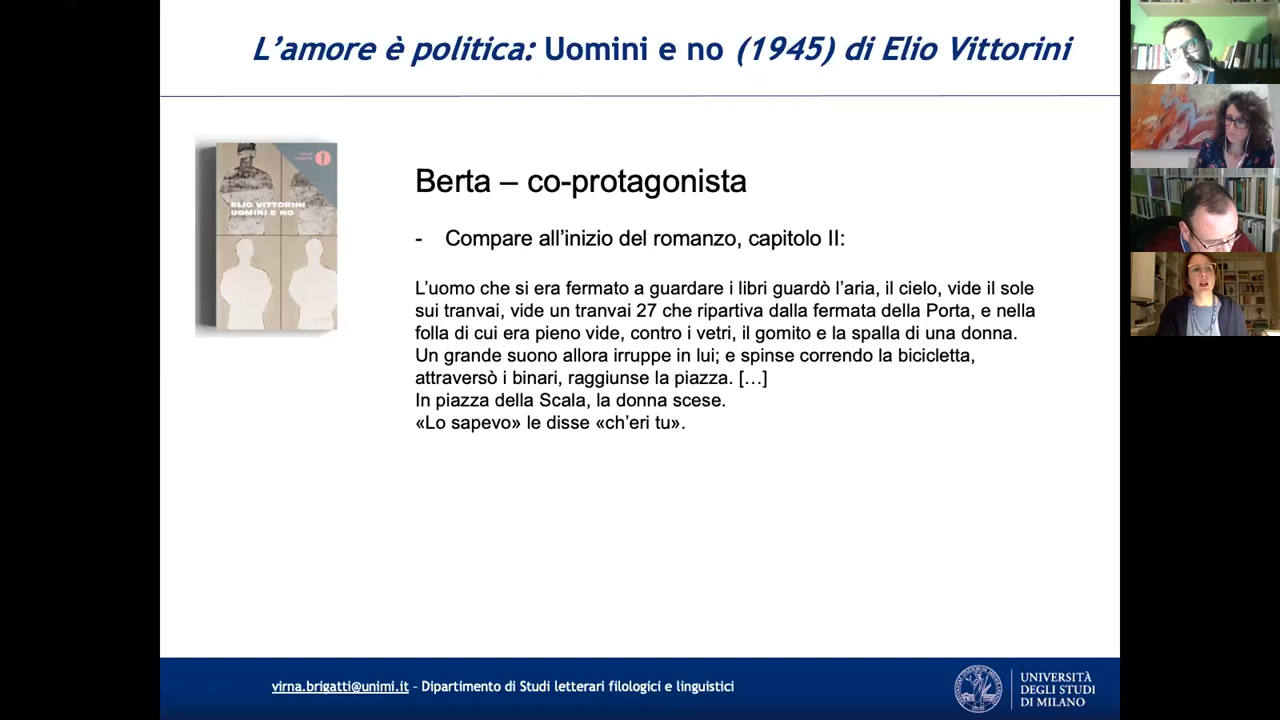 L'amore è politica: Uomini e no (1945) di Elio Vittorini
ELIO VITTORINI
UOMINI E NO
Berta – co-protagonista
- Compare all'inizio del romanzo, capitolo II:
L'uomo che si era fermato a guardare i libri guardò l'aria, il cielo, vide il sole
sui tranvai, vide un tranvai 27 che ripartiva dalla fermata della Porta, e nella
folla di cui era pieno vide, contro i vetri, il gomito e la spalla di una donna.
Un grande suono allora irruppe in lui; e spinse correndo la bicicletta,
attraversò i binari, raggiunse la piazza. […]
In piazza della Scala, la donna scese.
«Lo sapevo» le disse «ch'eri tu».
virna.brigatti@unimi.it – Dipartimento di Studi letterari filologici e linguistici
UNIVERSITÀ
DEGLI STUDI
DI MILANO